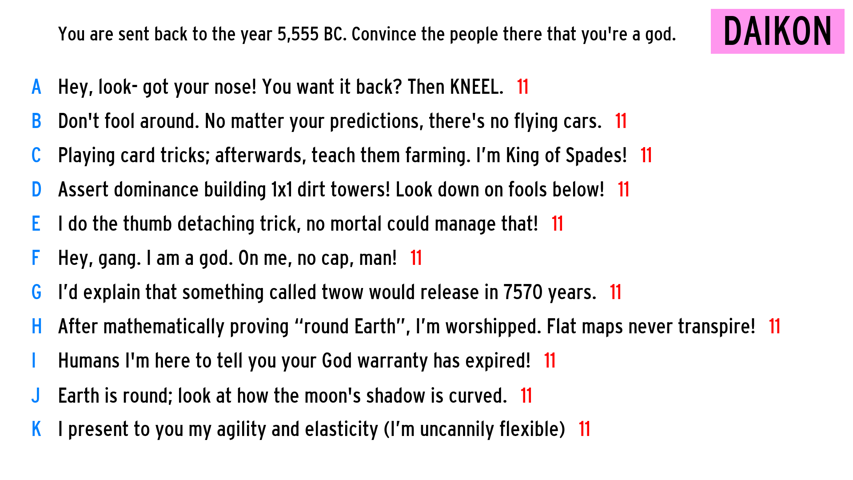 You are sent back to the year 5,555 BC. Convince the people there that you're a god.
DAIKON
A Hey, look- got your nose! You want it back? Then KNEEL. 11
B Don't fool around. No matter your predictions, there's no flying cars. 11
C Playing card tricks; afterwards, teach them farming. I’m King of Spades! 11
D Assert dominance building 1x1 dirt towers! Look down on fools below! 11
E I do the thumb detaching trick, no mortal could manage that! 11
F Hey, gang. I am a god. On me, no cap, man! 11
G I’d explain that something called twow would release in 7570 years. 11
H After mathematically proving “round Earth”, I’m worshipped. Flat maps never transpire! 11
I Humans I'm here to tell you your God warranty has expired! 11
J Earth is round; look at how the moon's shadow is curved. 11
K I present to you my agility and elasticity (I’m uncannily flexible) 11